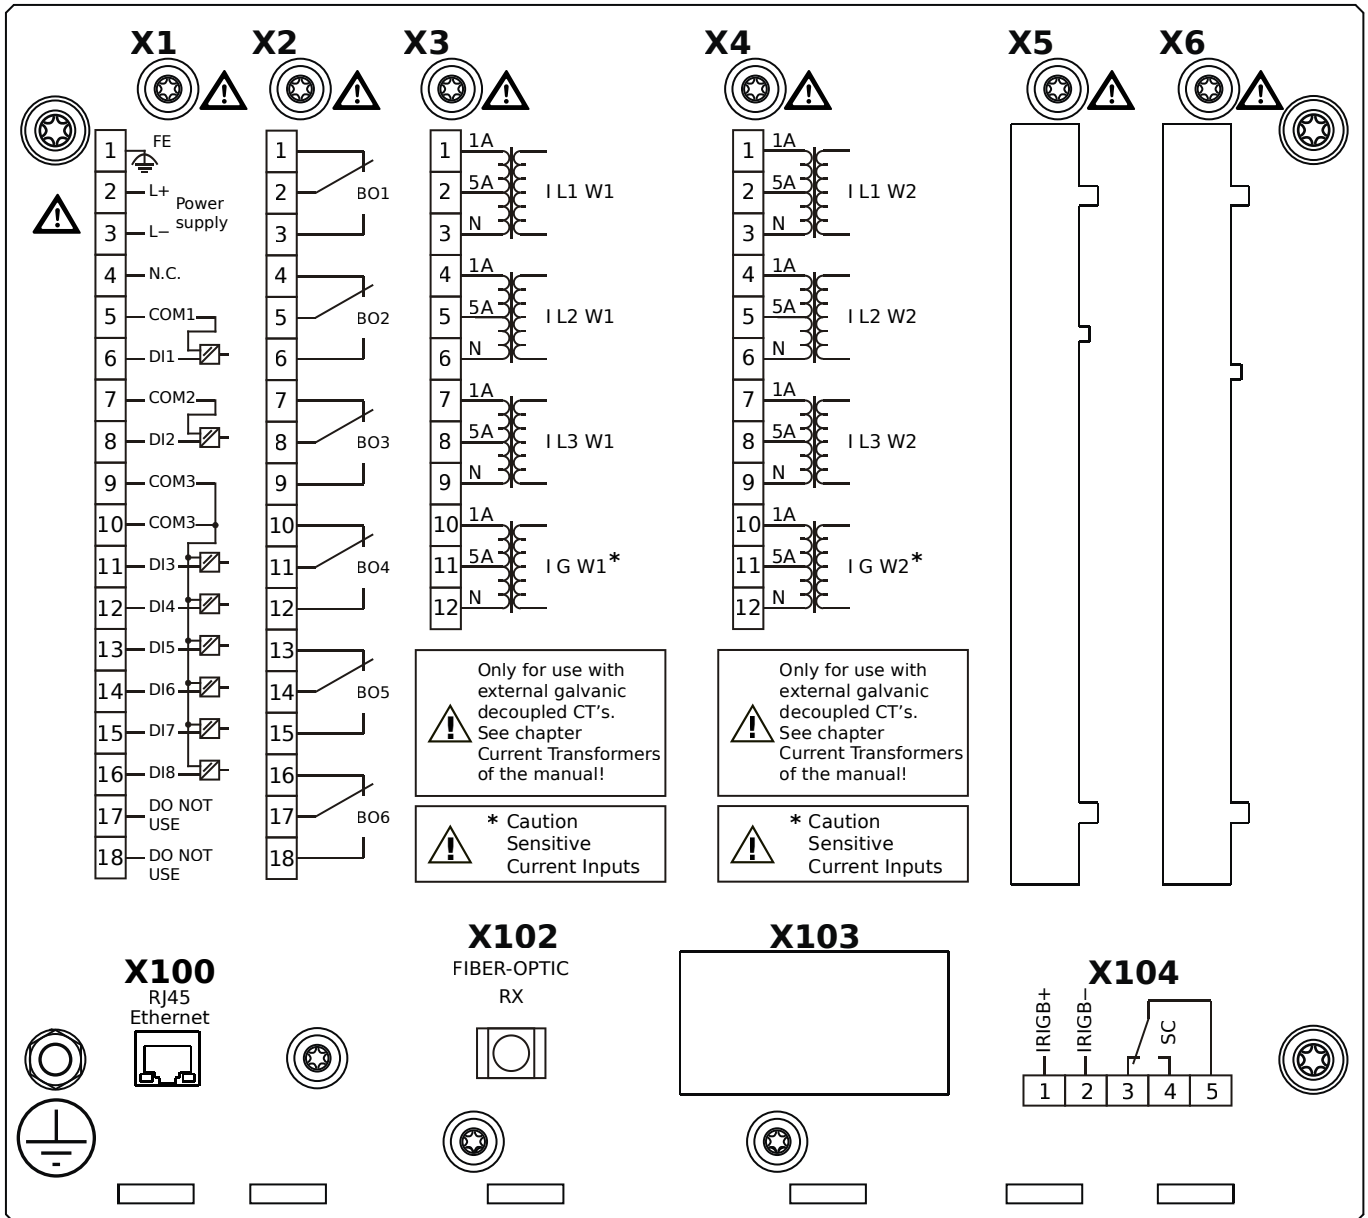 X1 X2 X3 X4 X5 X6
1 FE
2 L+
Power
supply
3 L−
4 N.C.
5 COM1
6 DI1
7 COM2
8 DI2
9 COM3
10 COM3
11 DI3
12 DI4
13 DI5
14 DI6
15 DI7
16 DI8
17 DO NOT
USE
18 DO NOT
USE
1
2 BO1
3
4
5 BO2
6
7
8 BO3
9
10
11 BO4
12
13
14 BO5
15
16
17 BO6
18
1 1A
2 5A I L1 W1
3 N
4 1A
5 5A I L2 W1
6 N
7 1A
8 5A I L3 W1
9 N
10 1A
11 5A I G W1*
12 N
Only for use with
external galvanic
decoupled CT's.
See chapter
Current Transformers
of the manual!
* Caution
Sensitive
Current Inputs
1 1A
2 5A I L1 W2
3 N
4 1A
5 5A I L2 W2
6 N
7 1A
8 5A I L3 W2
9 N
10 1A
11 5A I G W2*
12 N
Only for use with
external galvanic
decoupled CT's.
See chapter
Current Transformers
of the manual!
* Caution
Sensitive
Current Inputs
X100
RJ45
Ethernet
X102
FIBER-OPTIC
RX
X103
X104
IRIGB+
IRIGB−
SC
1 2 3 4 5